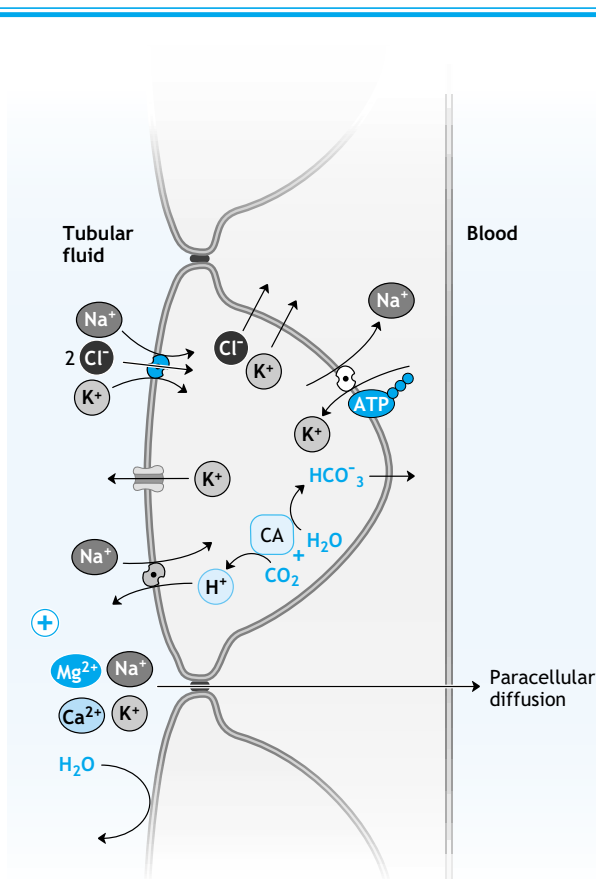 Tubular
fluid
Blood
Na⁺
2 Cl⁻
K⁺
Cl⁻
K⁺
Na⁺
ATP
K⁺
K⁺
HCO⁻₃
CA
H₂O
+
CO₂
Na⁺
H⁺
+
Mg²⁺ Na⁺
Ca²⁺ K⁺
Paracellular
diffusion
H₂O